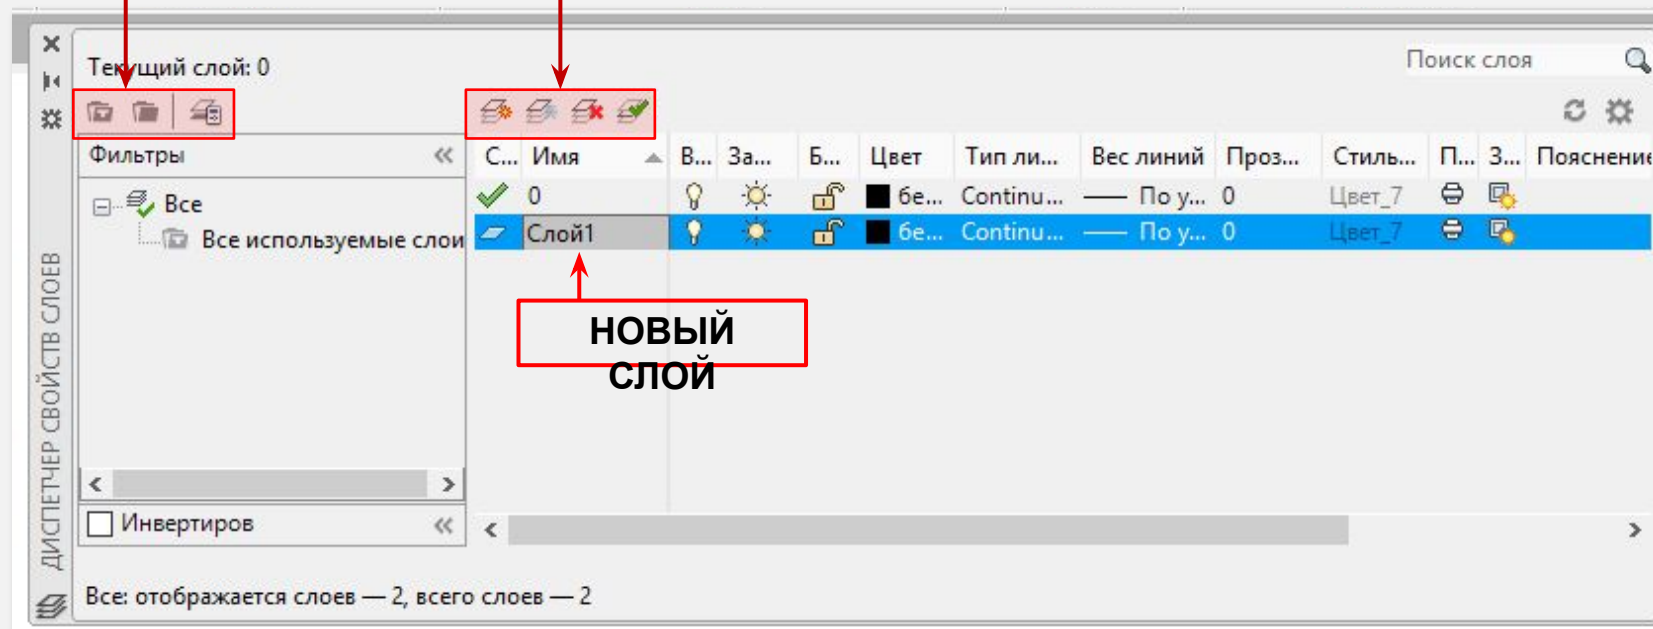 Текущий слой: 0
Поиск слоя
Фильтры
С... Имя В... За... Б... Цвет Тип ли... Вес линий Проз... Стиль... П... З... Пояснение
Все
0 бе... Continu... По у... 0 Цвет_7
Все используемые слои
Слой1 бе... Continu... По у... 0 Цвет_7
НОВЫЙ
СЛОЙ
Инвертиров
Все: отображается слоев — 2, всего слоев — 2
ДИСПЕТЧЕР СВОЙСТВ СЛОЕВ